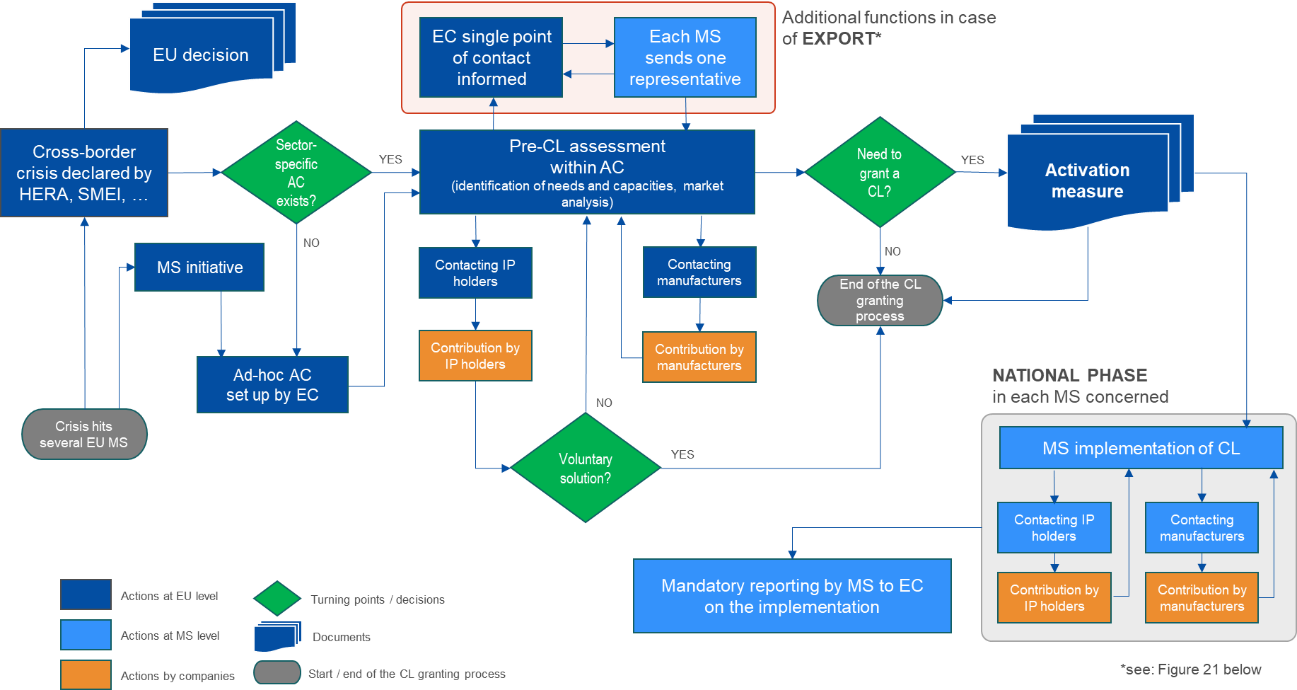 EU decision
EC single point
of contact
informed
Each MS
sends one
representative
Additional functions in case
of EXPORT*
Cross-border
crisis declared by
HERA, SMEI, …
Sector-
specific
AC
exists?
YES
NO
Pre-CL assessment
within AC
(identification of needs and capacities, market
analysis)
Need to
grant a
CL?
YES
NO
Activation
measure
MS initiative
Contacting IP
holders
Contacting
manufacturers
End of the CL
granting
process
Ad-hoc AC
set up by EC
Contribution by
IP holders
Contribution by
manufacturers
Crisis hits
several EU MS
NO
Voluntary
solution?
YES
NATIONAL PHASE
in each MS concerned
MS implementation of CL
Contacting IP
holders
Contacting
manufacturers
Contribution by
IP holders
Contribution by
manufacturers
Mandatory reporting by MS to EC
on the implementation
Actions at EU level
Actions at MS level
Actions by companies
Turning points / decisions
Documents
Start / end of the CL granting process
*see: Figure 21 below